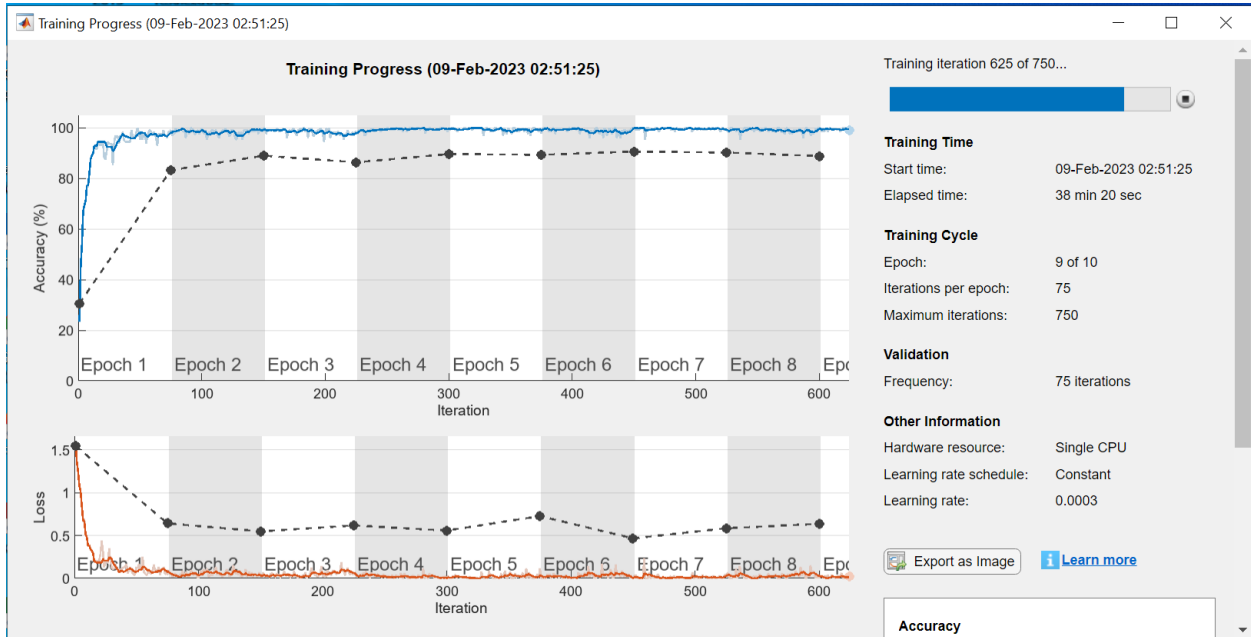 Training Progress (09-Feb-2023 02:51:25)
Training Progress (09-Feb-2023 02:51:25)
100
80
60
40
20
0
Accuracy (%)
Epoch 1 Epoch 2 Epoch 3 Epoch 4 Epoch 5 Epoch 6 Epoch 7 Epoch 8 Epo
0 100 200 300 400 500 600
Iteration
1.5
1
0.5
0
Loss
Epoch 1 Epoch 2 Epoch 3 Epoch 4 Epoch 5 Epoch 6 Epoch 7 Epoch 8 Epo
0 100 200 300 400 500 600
Iteration
Training iteration 625 of 750...
Training Time
Start time: 09-Feb-2023 02:51:25
Elapsed time: 38 min 20 sec
Training Cycle
Epoch: 9 of 10
Iterations per epoch: 75
Maximum iterations: 750
Validation
Frequency: 75 iterations
Other Information
Hardware resource: Single CPU
Learning rate schedule: Constant
Learning rate: 0.0003
Export as Image i Learn more
Accuracy